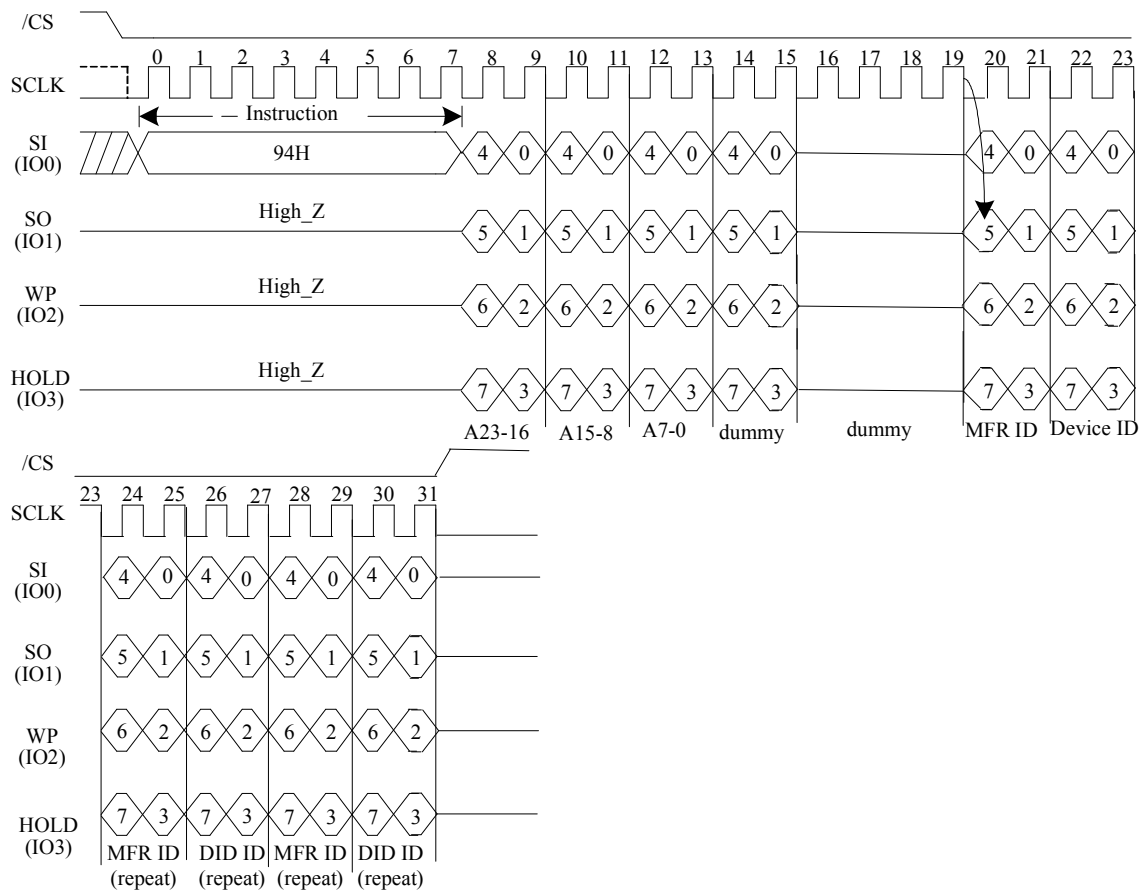 /CS
0 1 2 3 4 5 6 7 8 9 10 11 12 13 14 15 16 17 18 19 20 21 22 23
SCLK
Instruction
SI
(IO0)
94H
4 0 4 0 4 0 4 0 4 0 4 0
SO
(IO1)
High_Z
5 1 5 1 5 1 5 1 5 1 5 1
WP
(IO2)
High_Z
6 2 6 2 6 2 6 2 6 2 6 2
HOLD
(IO3)
High_Z
7 3 7 3 7 3 7 3 7 3 7 3
A23-16 A15-8 A7-0 dummy dummy MFR ID Device ID
/CS
23 24 25 26 27 28 29 30 31
SCLK
SI
(IO0)
4 0 4 0 4 0 4 0
SO
(IO1)
5 1 5 1 5 1 5 1
WP
(IO2)
6 2 6 2 6 2 6 2
HOLD
(IO3)
7 3 7 3 7 3 7 3
MFR ID DID ID MFR ID DID ID
(repeat) (repeat) (repeat) (repeat)